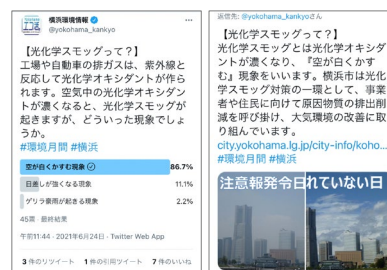 横浜環境情報
@yokohama_kankyo
【光化学スモッグって？】
工場や自動車の排ガスは、紫外線と
反応して光化学オキシダントが作ら
れます。空気中の光化学オキシダン
トが濃くなると、光化学スモッグが
起きますが、どういった現象でしょ
うか。
#環境月間 #横浜
空が白くかすむ現象 86.7%
日差しが強くなる現象 11.1%
ゲリラ豪雨が起きる現象 2.2%
45票・最終結果
午前11:44・2021年6月24日・Twitter Web App
3 件のリツイート 1 件の引用ツイート 7 件のいいね
返信先: @yokohama_kankyoさん
【光化学スモッグって？】
光化学スモッグとは光化学オキシダ
ントが濃くなり、『空が白くかす
む』現象をいいます。横浜市は光化
学スモッグ対策の一環として、事業
者や住民に向けて原因物質の排出削
減を呼び掛け、大気環境の改善に取
り組んでいます。
city.yokohama.lg.jp/city-info/koho...
#環境月間 #横浜
注意報発令日
れていない日